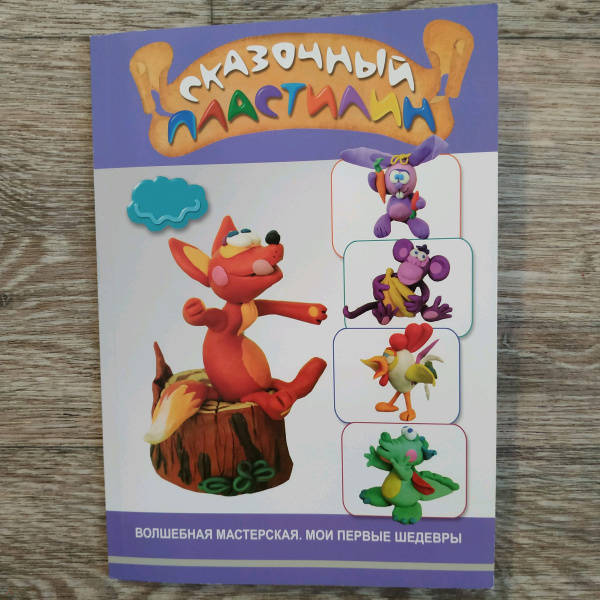 СКАЗОЧНЫЙ
ПЛАСТИЛИН
ВОЛШЕБНАЯ МАСТЕРСКАЯ. МОИ ПЕРВЫЕ ШЕДЕВРЫ